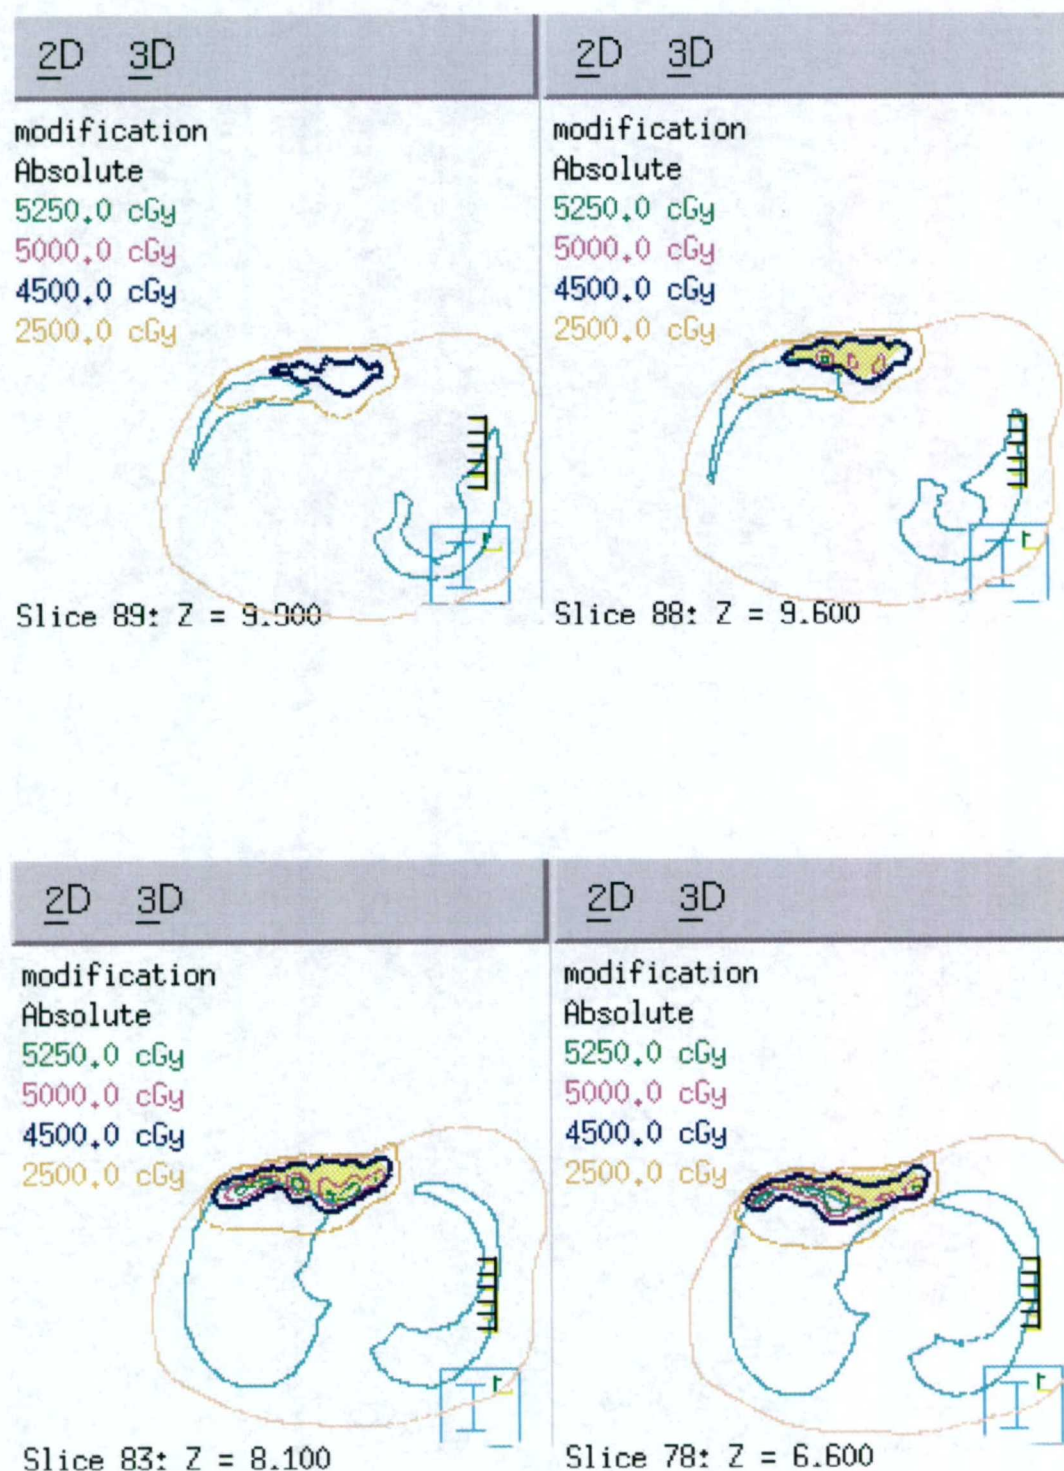 2D 3D
modification
Absolute
5250.0 cGy
5000.0 cGy
4500.0 cGy
2500.0 cGy
Slice 89: Z = 9.900
2D 3D
modification
Absolute
5250.0 cGy
5000.0 cGy
4500.0 cGy
2500.0 cGy
Slice 88: Z = 9.600
2D 3D
modification
Absolute
5250.0 cGy
5000.0 cGy
4500.0 cGy
2500.0 cGy
Slice 83: Z = 8.100
2D 3D
modification
Absolute
5250.0 cGy
5000.0 cGy
4500.0 cGy
2500.0 cGy
Slice 78: Z = 6.600